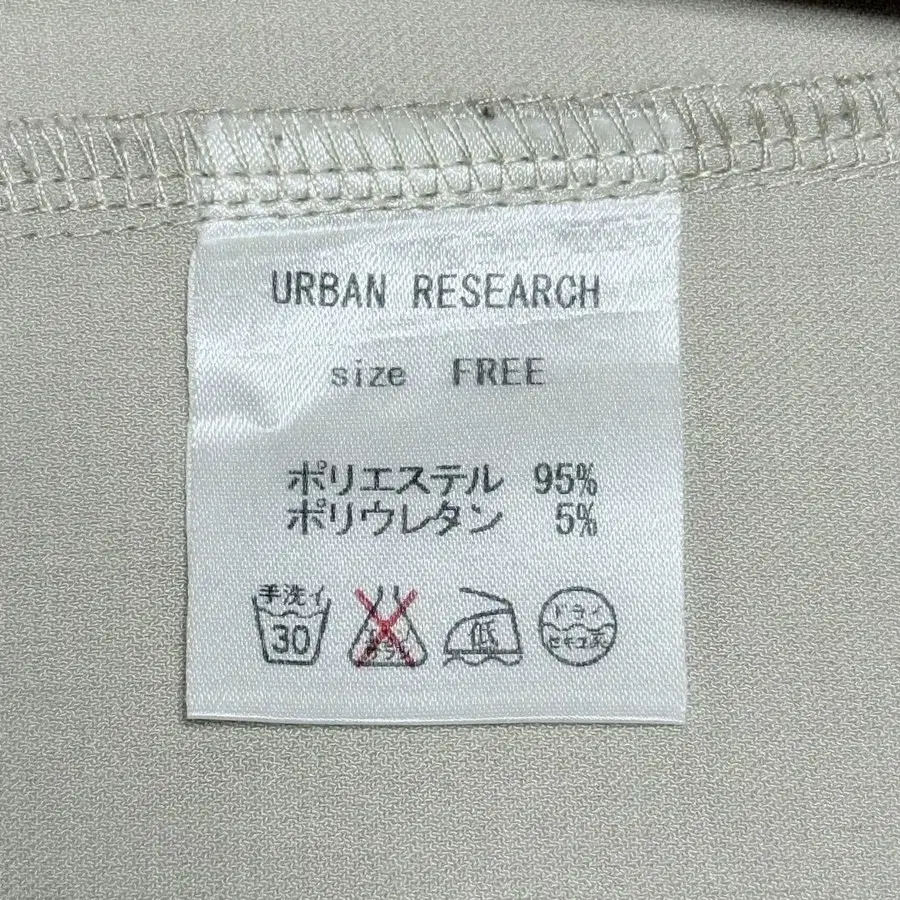 URBAN RESEARCH
size FREE
ポリエステル 95%
ポリウレタン 5%
手洗イ
30
低
ドライ
セキユ系